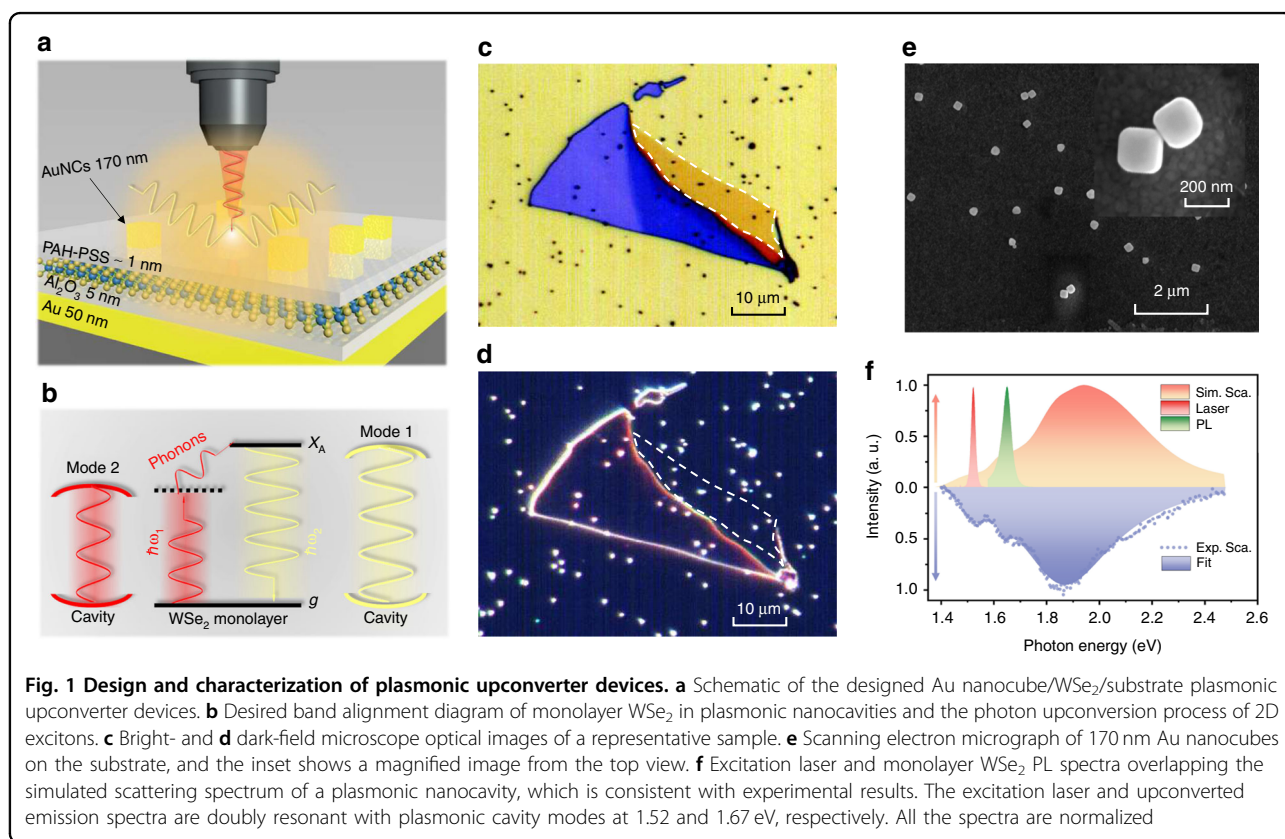 a
AuNCs 170 nm
PAH-PSS ~ 1 nm
Al₂O₃ 5 nm
Au 50 nm
b
Mode 2
Phonons
X_A
Mode 1
ħω₁
ħω₂
g
Cavity
WSe₂ monolayer
Cavity
c
10 μm
d
10 μm
e
200 nm
2 μm
f
1.0
0.5
0.0
0.5
1.0
Intensity (a. u.)
Sim. Sca.
Laser
PL
Exp. Sca.
Fit
1.4 1.6 1.8 2.0 2.2 2.4 2.6
Photon energy (eV)
Fig. 1 Design and characterization of plasmonic upconverter devices. a Schematic of the designed Au nanocube/WSe₂/substrate plasmonic
upconverter devices. b Desired band alignment diagram of monolayer WSe₂ in plasmonic nanocavities and the photon upconversion process of 2D
excitons. c Bright- and d dark-field microscope optical images of a representative sample. e Scanning electron micrograph of 170 nm Au nanocubes
on the substrate, and the inset shows a magnified image from the top view. f Excitation laser and monolayer WSe₂ PL spectra overlapping the
simulated scattering spectrum of a plasmonic nanocavity, which is consistent with experimental results. The excitation laser and upconverted
emission spectra are doubly resonant with plasmonic cavity modes at 1.52 and 1.67 eV, respectively. All the spectra are normalized